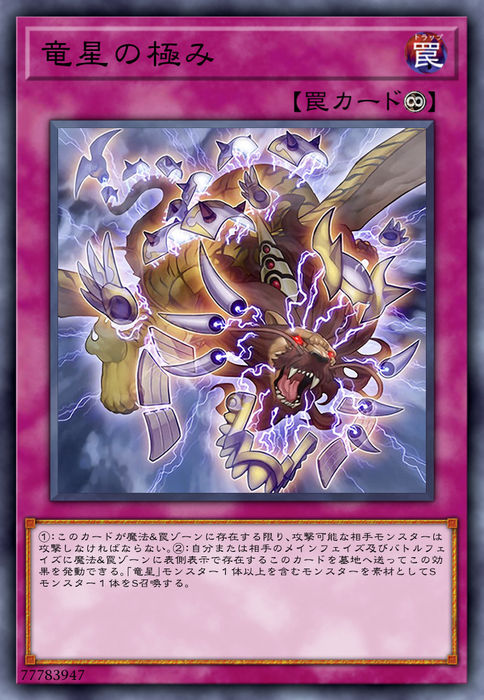 竜星の極み
トラップ
罠
【罠カード】
①:このカードが魔法&罠ゾーンに存在する限り、攻撃可能な相手モンスターは
攻撃しなければならない。②:自分または相手のメインフェイズ及びバトルフェ
イズに魔法&罠ゾーンに表側表示で存在するこのカードを墓地へ送ってこの効
果を発動できる。「竜星」モンスター1体以上を含むモンスターを素材としてS
モンスター1体をS召喚する。
77783947